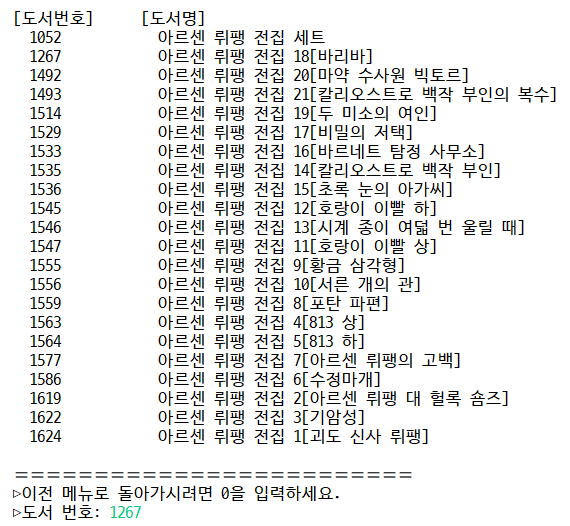 [도서번호] [도서명]
1052 아르센 뤼팽 전집 세트
1267 아르센 뤼팽 전집 18[바리바]
1492 아르센 뤼팽 전집 20[마약 수사원 빅토르]
1493 아르센 뤼팽 전집 21[칼리오스트로 백작 부인의 복수]
1514 아르센 뤼팽 전집 19[두 미소의 여인]
1529 아르센 뤼팽 전집 17[비밀의 저택]
1533 아르센 뤼팽 전집 16[바르네트 탐정 사무소]
1535 아르센 뤼팽 전집 14[칼리오스트로 백작 부인]
1536 아르센 뤼팽 전집 15[초록 눈의 아가씨]
1545 아르센 뤼팽 전집 12[호랑이 이빨 하]
1546 아르센 뤼팽 전집 13[시계 종이 여덟 번 울릴 때]
1547 아르센 뤼팽 전집 11[호랑이 이빨 상]
1555 아르센 뤼팽 전집 9[황금 삼각형]
1556 아르센 뤼팽 전집 10[서른 개의 관]
1559 아르센 뤼팽 전집 8[포탄 파편]
1563 아르센 뤼팽 전집 4[813 상]
1564 아르센 뤼팽 전집 5[813 하]
1577 아르센 뤼팽 전집 7[아르센 뤼팽의 고백]
1586 아르센 뤼팽 전집 6[수정마개]
1619 아르센 뤼팽 전집 2[아르센 뤼팽 대 헐록 숌즈]
1622 아르센 뤼팽 전집 3[기암성]
1624 아르센 뤼팽 전집 1[괴도 신사 뤼팽]
=========================
▷이전 메뉴로 돌아가시려면 0을 입력하세요.
▷도서 번호: 1267